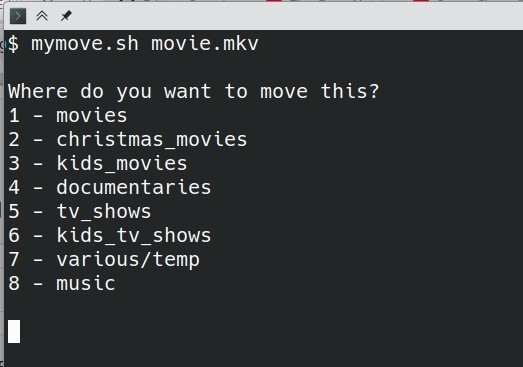 $ mymove.sh movie.mkv
Where do you want to move this?
1 - movies
2 - christmas_movies
3 - kids_movies
4 - documentaries
5 - tv_shows
6 - kids_tv_shows
7 - various/temp
8 - music